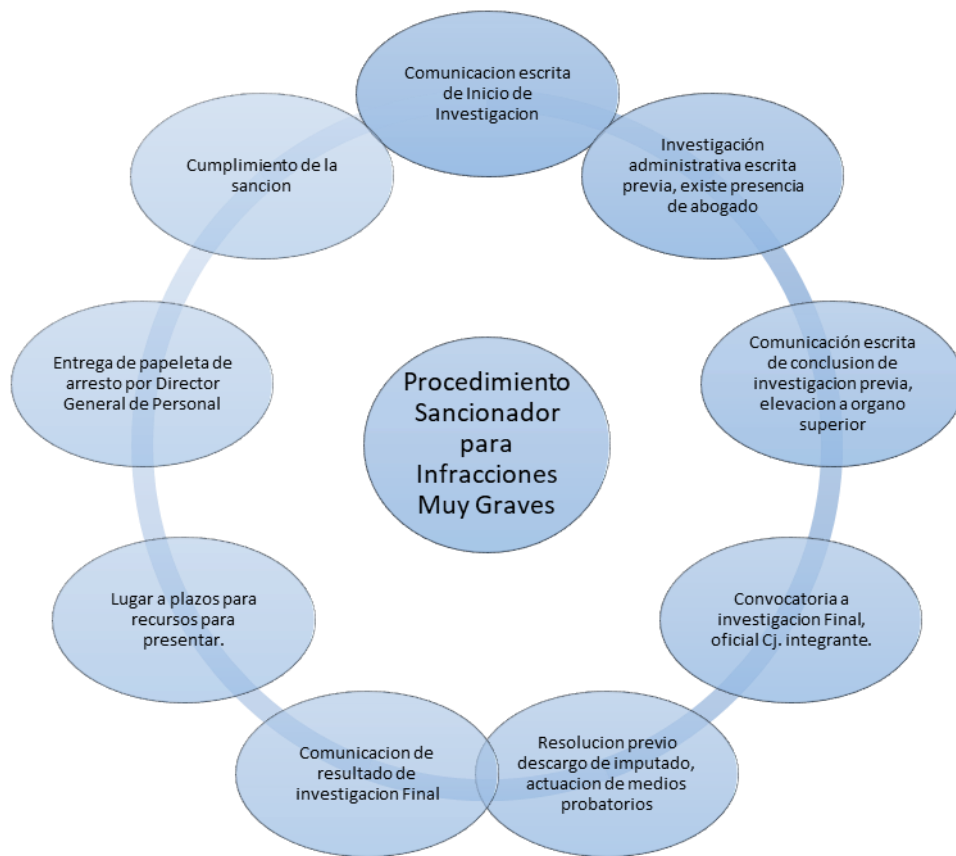 Comunicacion escrita
de Inicio de
Investigacion
Investigación
administrativa escrita
previa, existe presencia
de abogado
Comunicación escrita
de conclusion de
investigacion previa,
elevacion a organo
superior
Convocatoria a
investigacion Final,
oficial Cj. integrante.
Resolucion previo
descargo de imputado,
actuacion de medios
probatorios
Comunicacion de
resultado de
investigacion Final
Lugar a plazos para
recursos para
presentar.
Entrega de papeleta de
arresto por Director
General de Personal
Cumplimiento de la
sancion
Procedimiento
Sancionador
para
Infracciones
Muy Graves